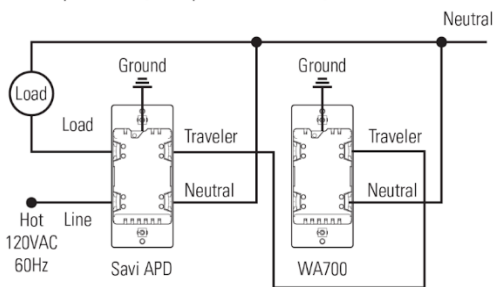 Neutral
Ground
Ground
Load
Load
Traveler
Traveler
Neutral
Neutral
Hot
Line
120VAC
60Hz
Savi APD
WA700